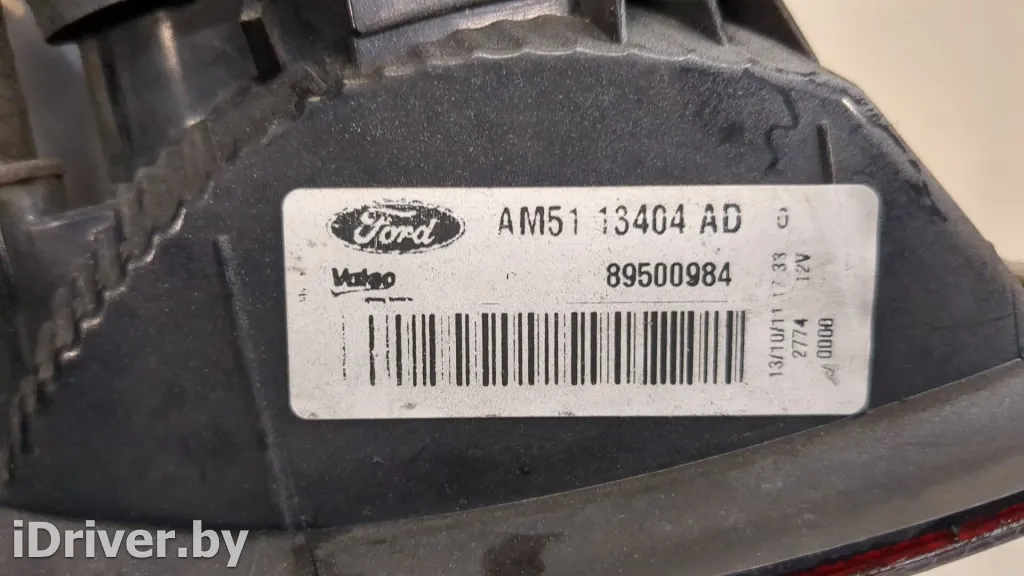 Ford AM51 13404 AD
Valeo 89500984
13/10/11 17 33
2774 12V
0000
iDriver.by